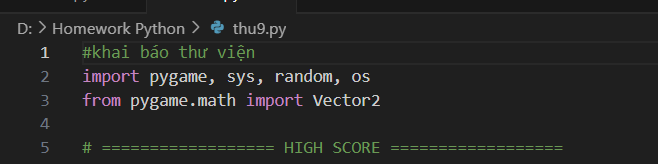 D: > Homework Python > thu9.py
1 #khai báo thư viện
2 import pygame, sys, random, os
3 from pygame.math import Vector2
4
5 # ================== HIGH SCORE ==================